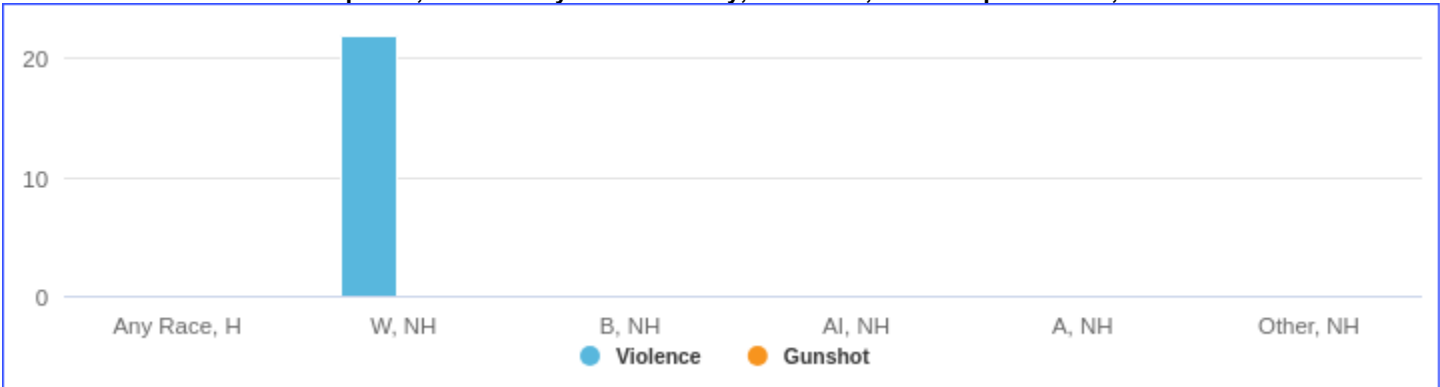 20
10
0
Any Race, H W, NH B, NH AI, NH A, NH Other, NH
Violence Gunshot